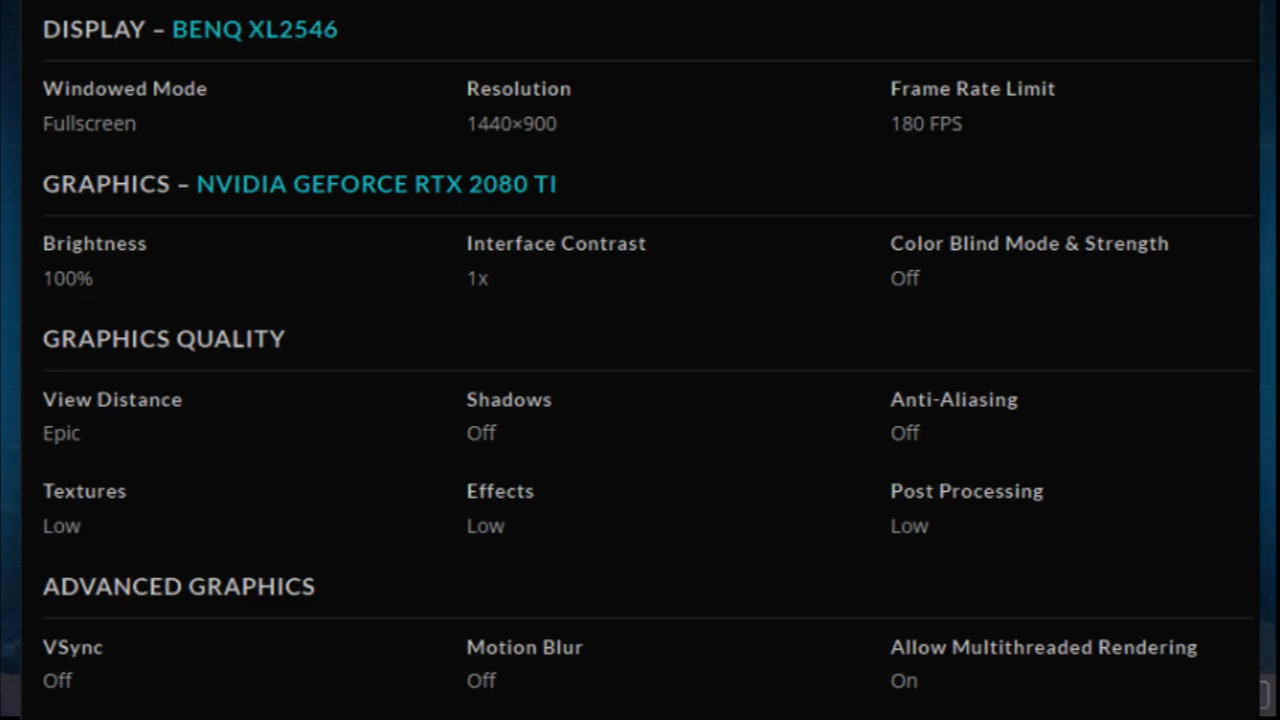 DISPLAY – BENQ XL2546
Windowed Mode Resolution Frame Rate Limit
Fullscreen 1440×900 180 FPS
GRAPHICS – NVIDIA GEFORCE RTX 2080 TI
Brightness Interface Contrast Color Blind Mode & Strength
100% 1x Off
GRAPHICS QUALITY
View Distance Shadows Anti-Aliasing
Epic Off Off
Textures Effects Post Processing
Low Low Low
ADVANCED GRAPHICS
VSync Motion Blur Allow Multithreaded Rendering
Off Off On